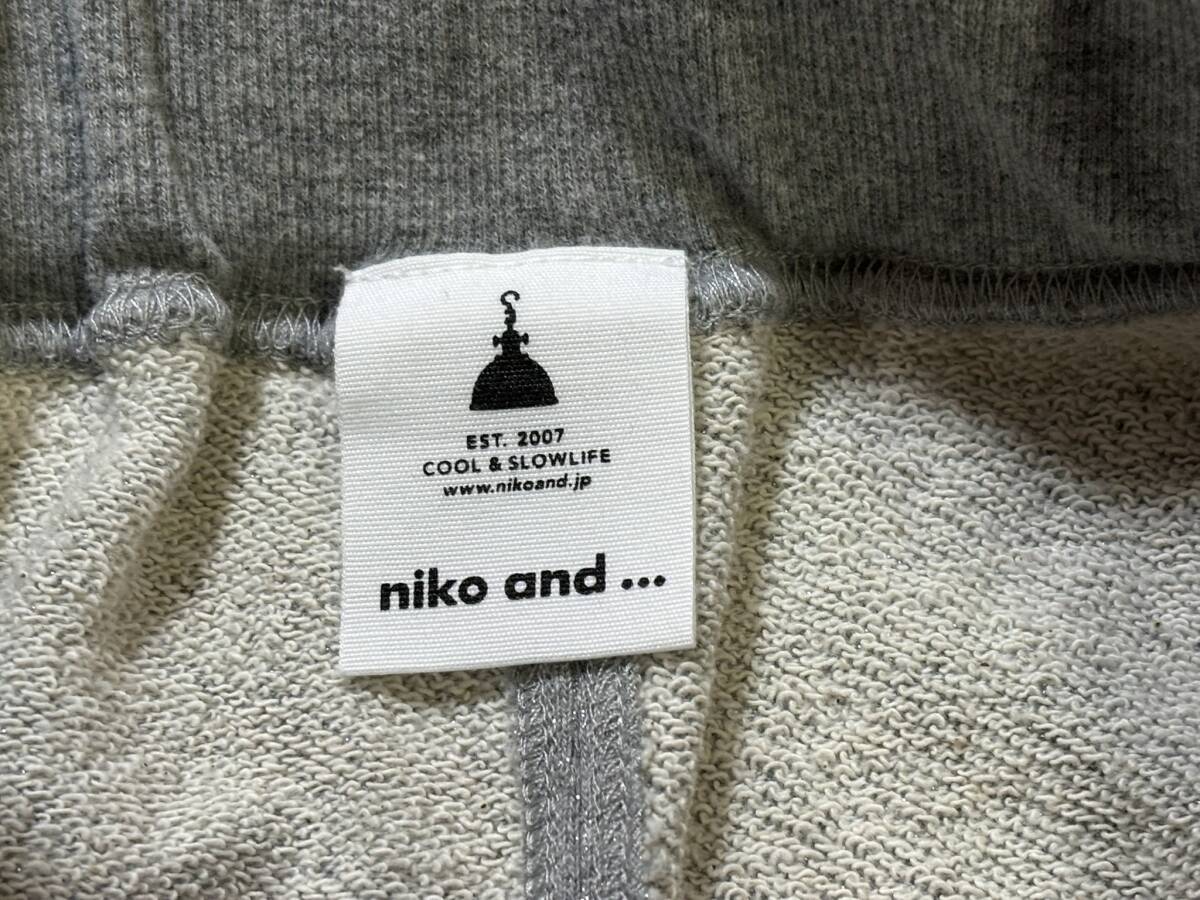 EST. 2007
COOL & SLOWLIFE
www.nikoand.jp
niko and ...